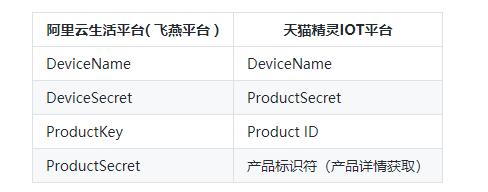 阿里云生活平台( 飞燕平台 ) 天猫精灵IOT平台
DeviceName DeviceName
DeviceSecret ProductSecret
ProductKey Product ID
ProductSecret 产品标识符（产品详情获取）